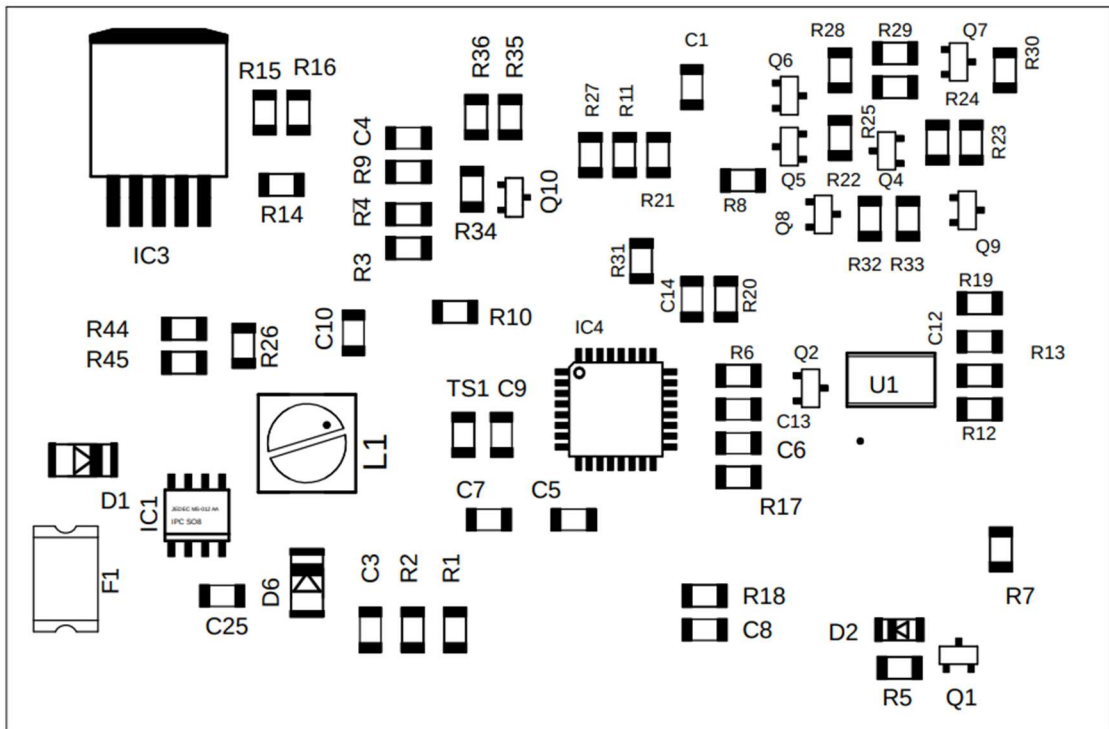 R28
R29
Q7
C1
R30
R36
R35
R15
R16
Q6
R27
R11
R24
R25
C4
R23
R9
Q5
R22
Q4
R21
R8
R14
R4
Q10
Q8
R34
Q9
IC3
R3
R31
R32
R33
C14
R20
R19
R44
R26
C10
R10
IC4
C12
R45
R6
Q2
R13
TS1
C9
U1
L1
C13
R12
C6
D1
IC1
JEDEC MS-012 AA
IPC SO8
C7
C5
R17
F1
D6
C3
R2
R1
C25
R18
R7
C8
D2
R5
Q1